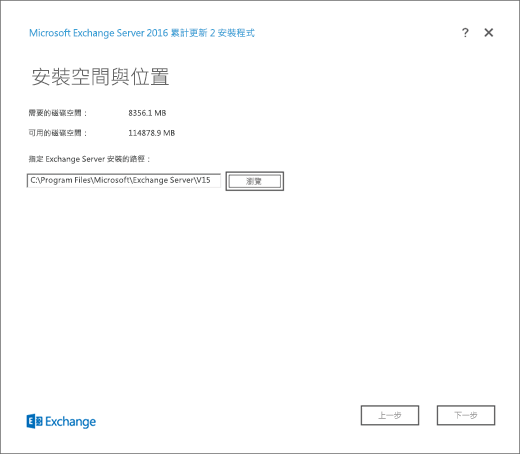 Microsoft Exchange Server 2016 累計更新 2 安裝程式
?
安裝空間與位置
需要的磁碟空間： 8356.1 MB
可用的磁碟空間： 114878.9 MB
指定 Exchange Server 安裝的路徑：
C:\Program Files\Microsoft\Exchange Server\V15 瀏覽
上一步 下一步
E Exchange